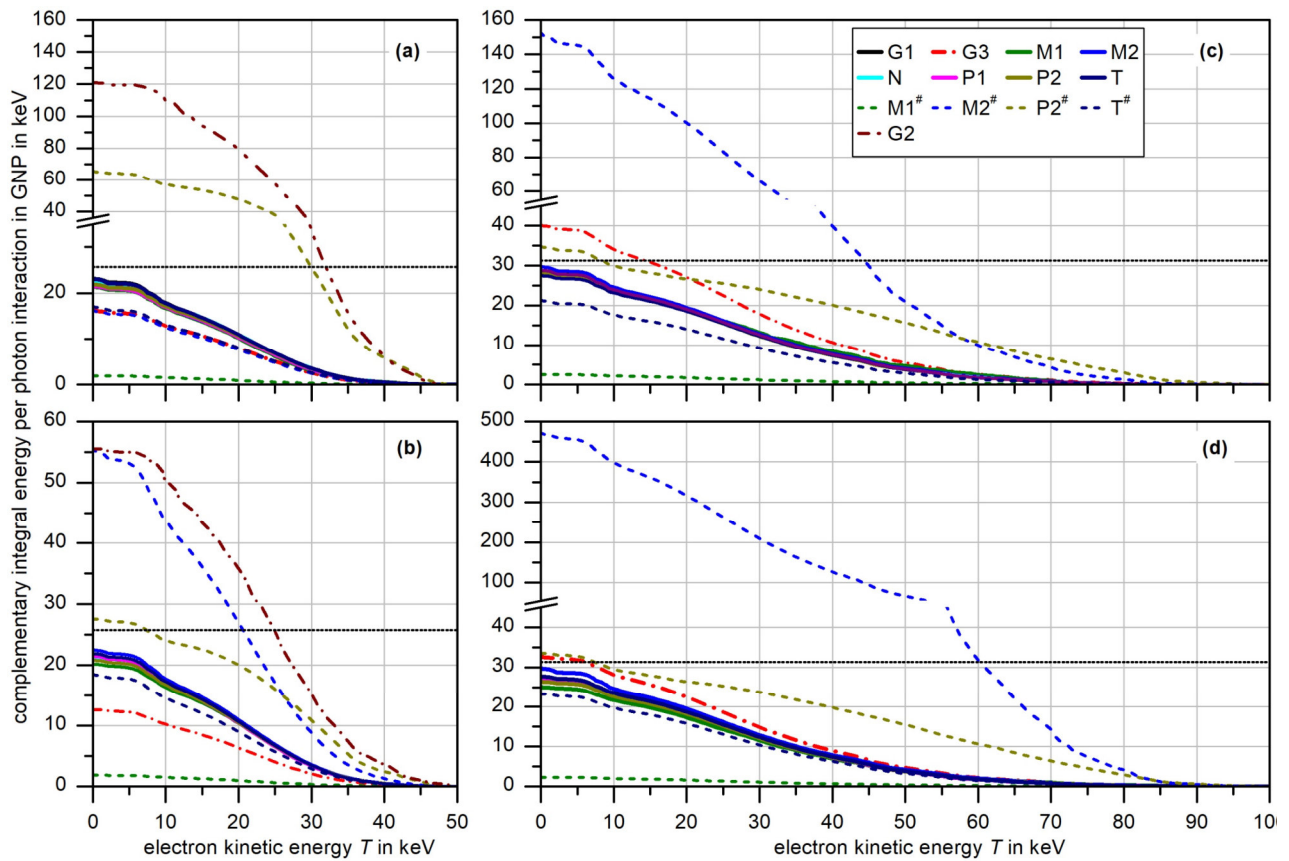 complementary integral energy per photon interaction in GNP in keV
160
140
120
100
80
60
40
20
0
(a)
160
140
120
100
80
60
40
30
20
10
0
(c)
G1 G3 M1 M2
N P1 P2 T
M1# M2# P2# T#
G2
60
50
40
30
20
10
0
(b)
0 10 20 30 40 50
electron kinetic energy T in keV
500
400
300
200
100
40
30
20
10
0
(d)
0 10 20 30 40 50 60 70 80 90 100
electron kinetic energy T in keV